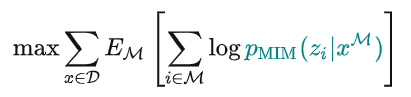 max ∑_{x∈𝒟} E_ℳ [ ∑_{i∈ℳ} log p_MIM(z_i|x^ℳ) ]